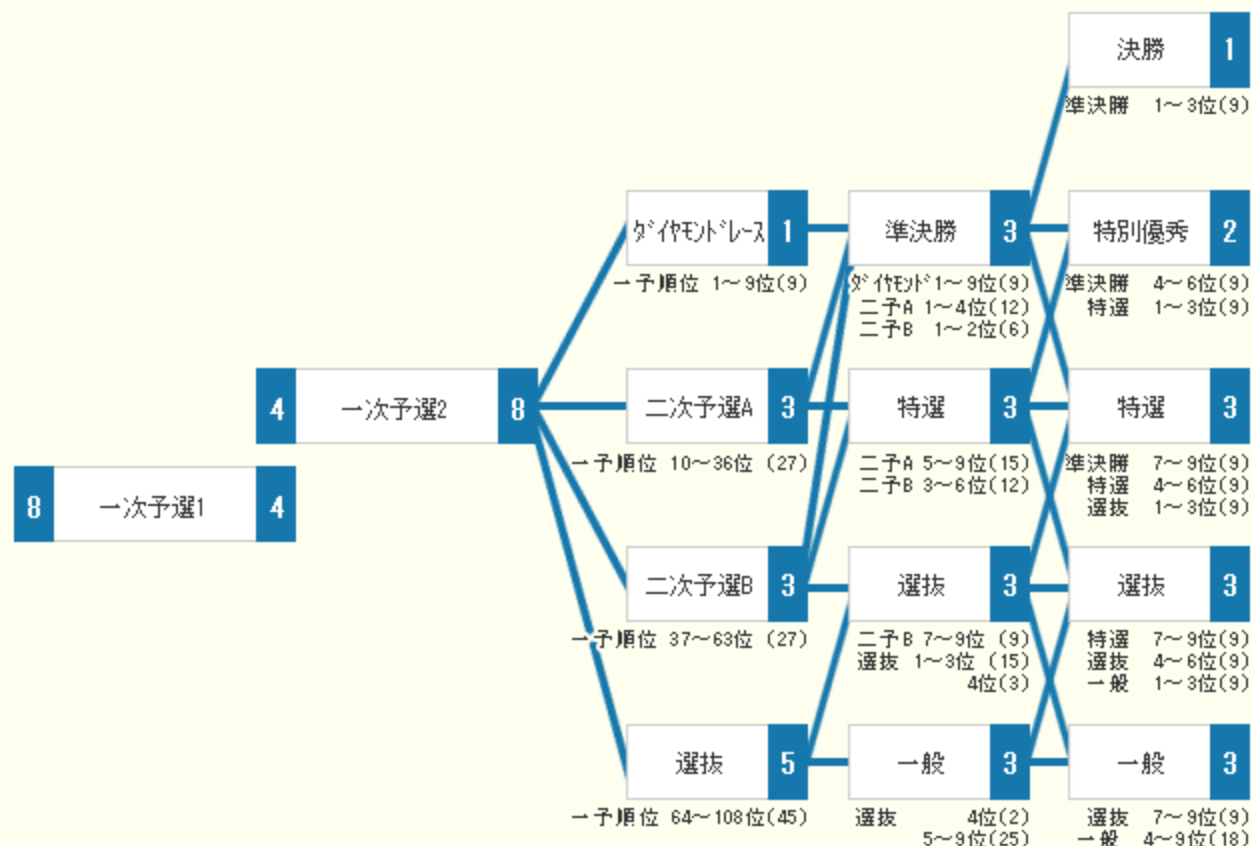 決勝 1
準決勝 1～3位(9)
ダイヤモンドレース 1
一予順位 1～9位(9)
準決勝 3
ダイヤモンド1～9位(9)
二予A 1～4位(12)
二予B 1～2位(6)
特別優秀 2
準決勝 4～6位(9)
特選 1～3位(9)
4 一次予選2 8
8 一次予選1 4
二次予選A 3
一予順位 10～36位 (27)
特選 3
二予A 5～9位(15)
二予B 3～6位(12)
特選 3
準決勝 7～9位(9)
特選 4～6位(9)
選抜 1～3位(9)
二次予選B 3
一予順位 37～63位 (27)
選抜 3
二予B 7～9位 (9)
選抜 1～3位 (15)
4位(3)
選抜 3
特選 7～9位(9)
選抜 4～6位(9)
一般 1～3位(9)
選抜 5
一予順位 64～108位(45)
一般 3
選抜 4位(2)
5～9位(25)
一般 3
選抜 7～9位(9)
一般 4～9位(18)